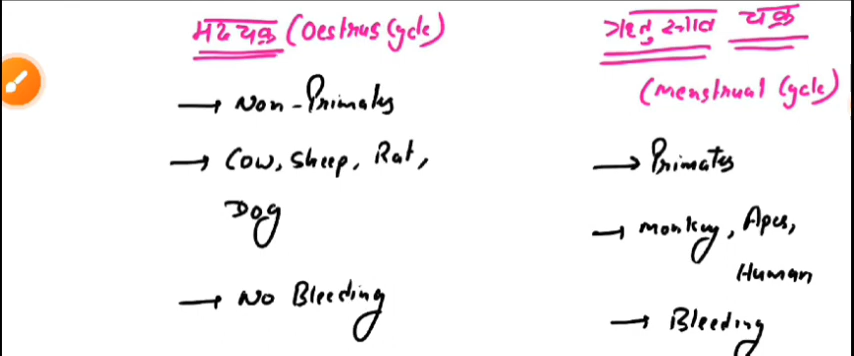 मद चक्र (Oestrus Cycle)
→ Non-Primates
→ Cow, Sheep, Rat,
Dog
→ No Bleeding
ऋतु स्त्राव चक्र
(Menstrual Cycle)
→ Primates
→ Monkey, Apes,
Human
→ Bleeding